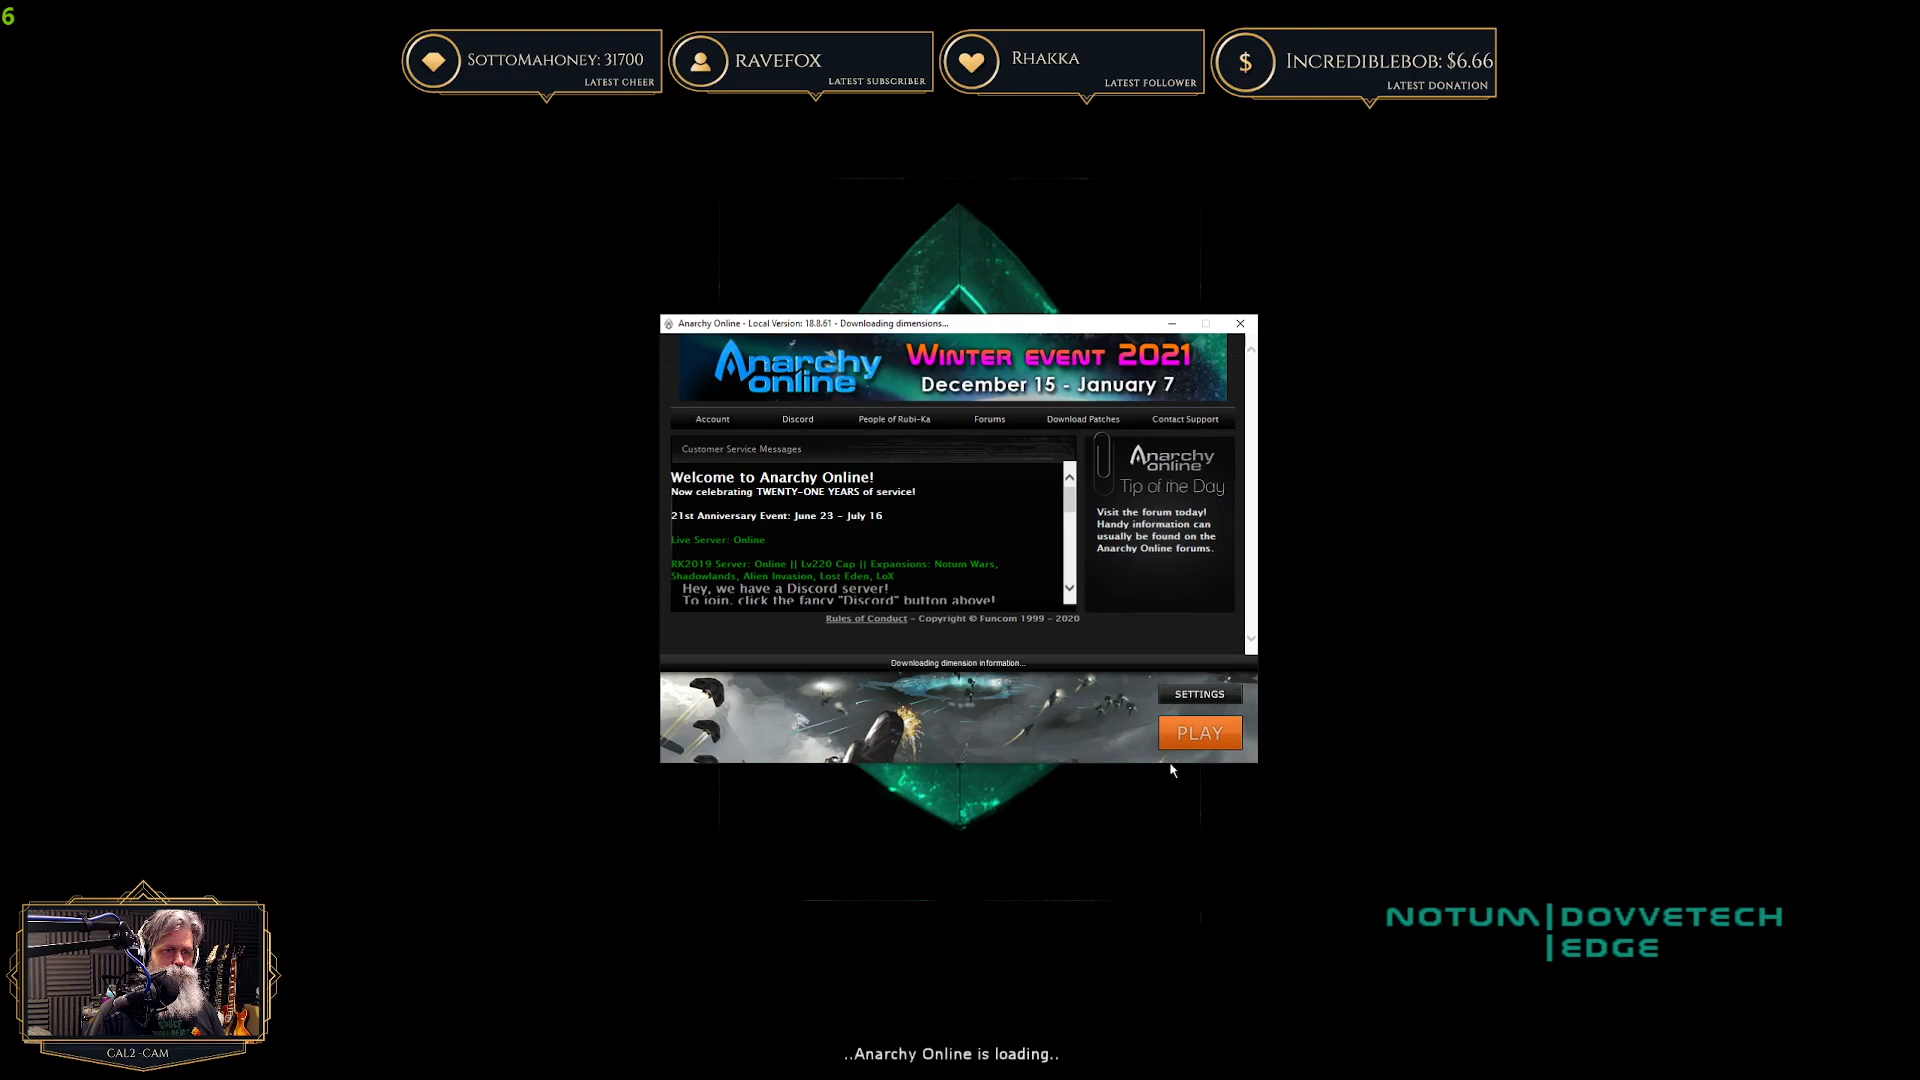 6
SottoMahoney: 31700
LATEST CHEER
RAVEFOX
LATEST SUBSCRIBER
Rhakka
LATEST FOLLOWER
$
Incrediblebob: $6.66
LATEST DONATION
Anarchy Online - Local Version: 18.8.61 - Downloading dimensions...
Anarchy online
Winter event 2021
December 15 - January 7
Account
Discord
People of Rubi-Ka
Forums
Download Patches
Contact Support
Customer Service Messages
Welcome to Anarchy Online!
Now celebrating TWENTY-ONE YEARS of service!
21st Anniversary Event: June 23 - July 16
Live Server: Online
RK2019 Server: Online || Lv220 Cap || Expansions: Notum Wars,
Shadowlands, Alien Invasion, Lost Eden, LoX
Hey, we have a Discord server!
To join, click the fancy "Discord" button above!
Anarchy online
Tip of the Day
Visit the forum today!
Handy information can
usually be found on the
Anarchy Online forums.
Rules of Conduct - Copyright © Funcom 1999 - 2020
Downloading dimension information...
SETTINGS
PLAY
NOTUM|DOVVETECH
|EDGE
CAL2-CAM
..Anarchy Online is loading..